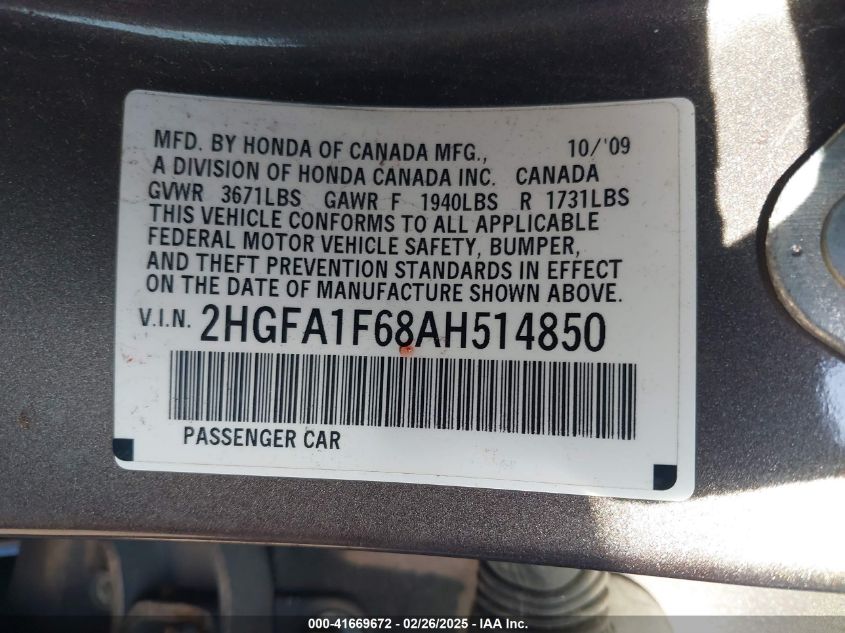 MFD. BY HONDA OF CANADA MFG., 10/'09
A DIVISION OF HONDA CANADA INC. CANADA
GVWR 3671LBS GAWR F 1940LBS R 1731LBS
THIS VEHICLE CONFORMS TO ALL APPLICABLE
FEDERAL MOTOR VEHICLE SAFETY, BUMPER,
AND THEFT PREVENTION STANDARDS IN EFFECT
ON THE DATE OF MANUFACTURE SHOWN ABOVE.
V.I.N. 2HGFA1F68AH514850
PASSENGER CAR
000-41669672 - 02/26/2025 - IAA Inc.